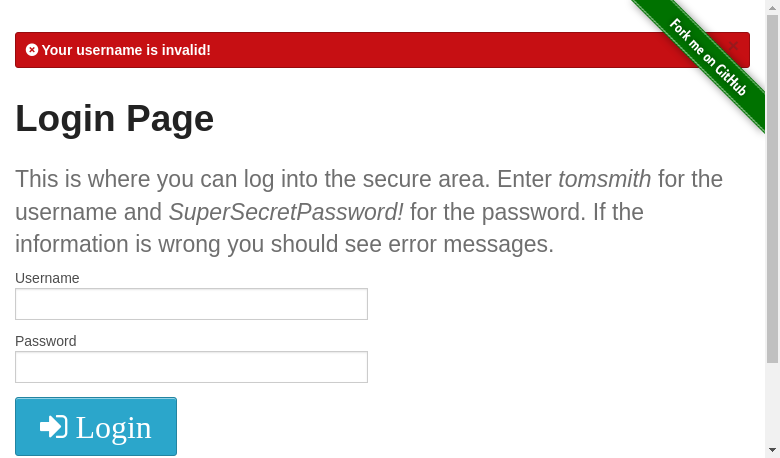 Your username is invalid!
Fork me on GitHub
Login Page
This is where you can log into the secure area. Enter tomsmith for the
username and SuperSecretPassword! for the password. If the
information is wrong you should see error messages.
Username
Password
Login